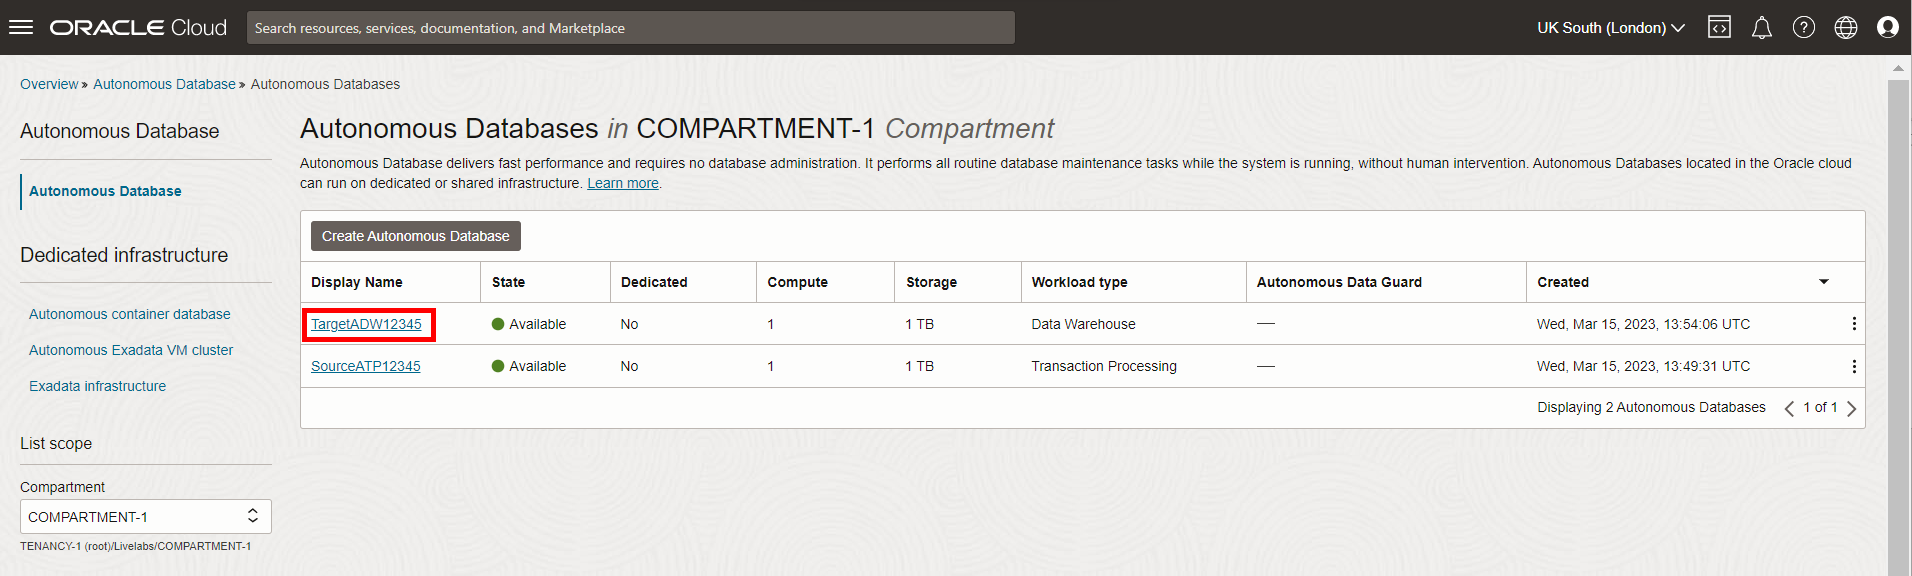 ORACLE Cloud
Search resources, services, documentation, and Marketplace
UK South (London)
Overview » Autonomous Database » Autonomous Databases
Autonomous Database
Autonomous Database
Dedicated infrastructure
Autonomous container database
Autonomous Exadata VM cluster
Exadata infrastructure
List scope
Compartment
COMPARTMENT-1
TENANCY-1 (root)/Livelabs/COMPARTMENT-1
Autonomous Databases in COMPARTMENT-1 Compartment
Autonomous Database delivers fast performance and requires no database administration. It performs all routine database maintenance tasks while the system is running, without human intervention. Autonomous Databases located in the Oracle cloud
can run on dedicated or shared infrastructure. Learn more.
Create Autonomous Database
Display Name State Dedicated Compute Storage Workload type Autonomous Data Guard Created
TargetADW12345 Available No 1 1 TB Data Warehouse — Wed, Mar 15, 2023, 13:54:06 UTC
SourceATP12345 Available No 1 1 TB Transaction Processing — Wed, Mar 15, 2023, 13:49:31 UTC
Displaying 2 Autonomous Databases < 1 of 1 >